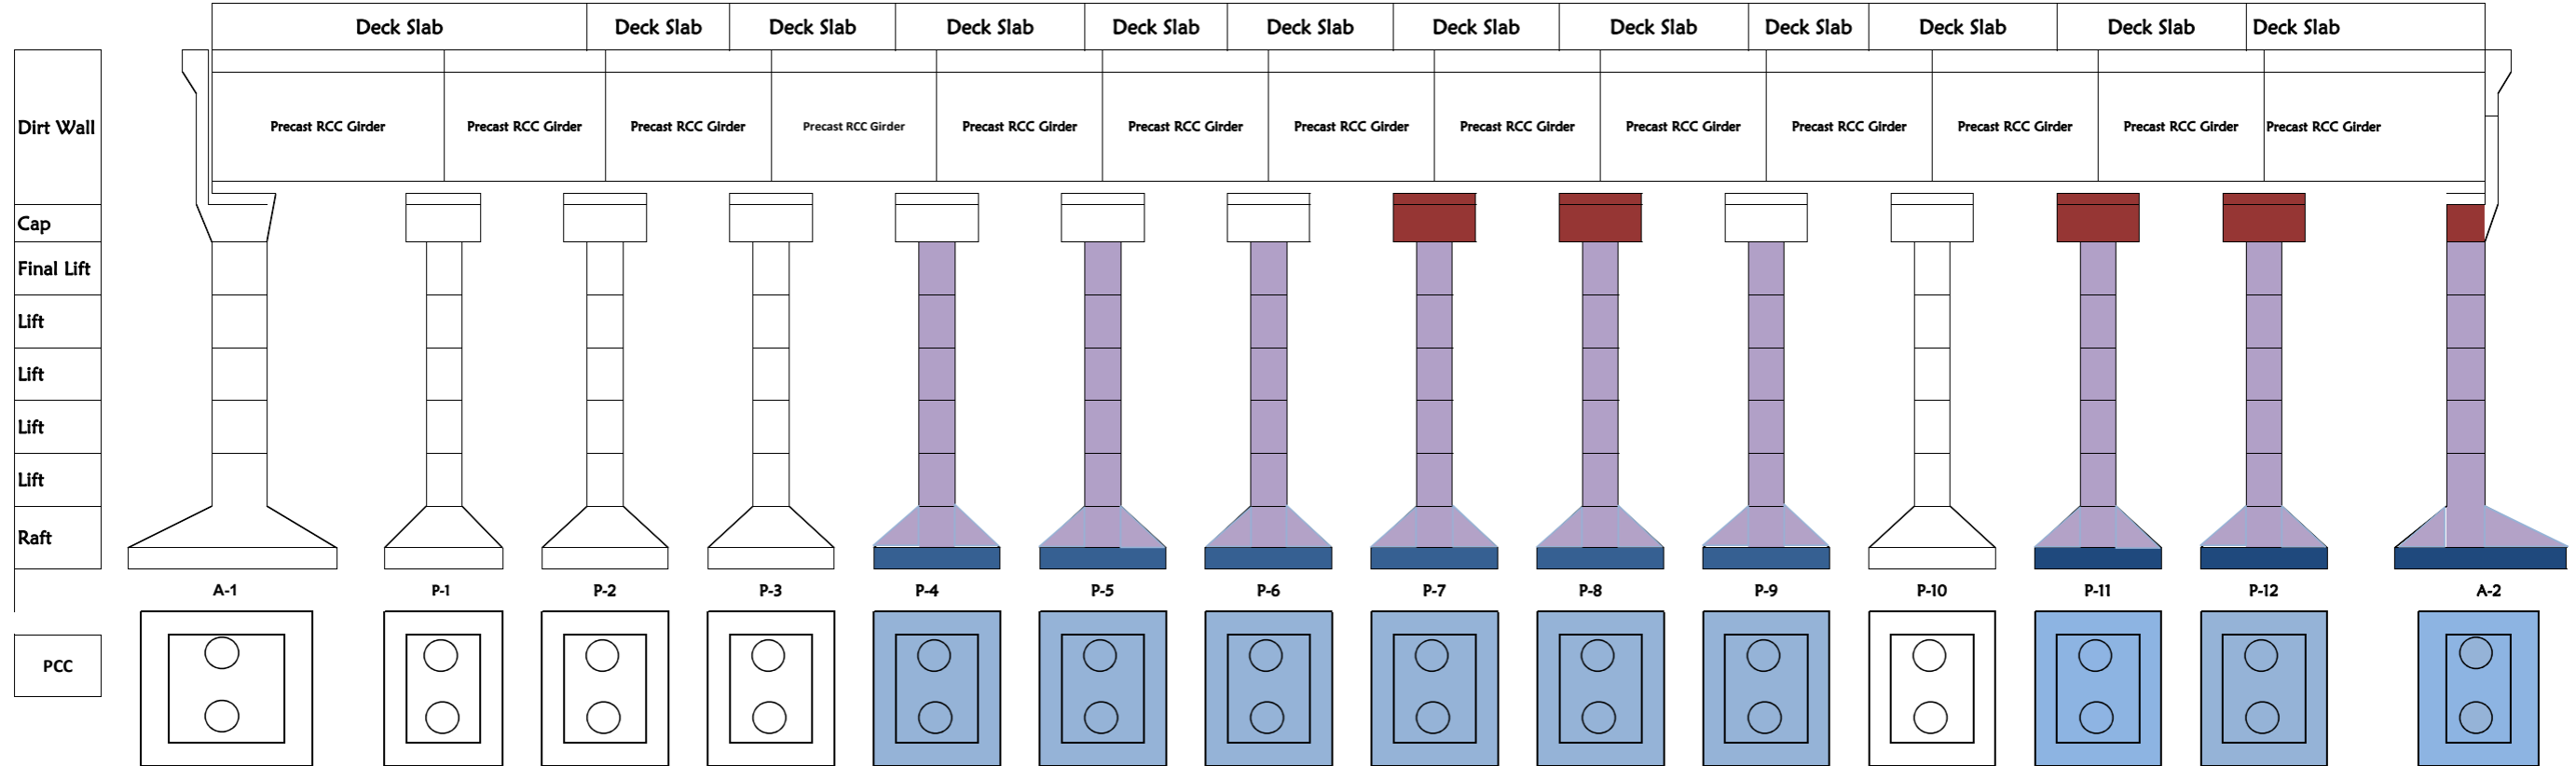 Deck Slab Deck Slab Deck Slab Deck Slab Deck Slab Deck Slab Deck Slab Deck Slab Deck Slab Deck Slab Deck Slab Deck Slab
Dirt Wall Precast RCC Girder Precast RCC Girder Precast RCC Girder Precast RCC Girder Precast RCC Girder Precast RCC Girder Precast RCC Girder Precast RCC Girder Precast RCC Girder Precast RCC Girder Precast RCC Girder Precast RCC Girder Precast RCC Girder
Cap
Final Lift
Lift
Lift
Lift
Lift
Raft
A-1 P-1 P-2 P-3 P-4 P-5 P-6 P-7 P-8 P-9 P-10 P-11 P-12 A-2
PCC